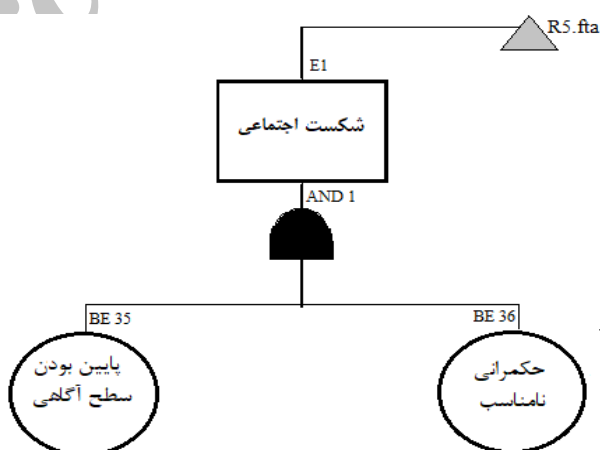 R5.fta
E1
شکست اجتماعی
AND 1
BE 35
BE 36
پایین بودن
سطح آگاهی
حکمرانی
نامناسب